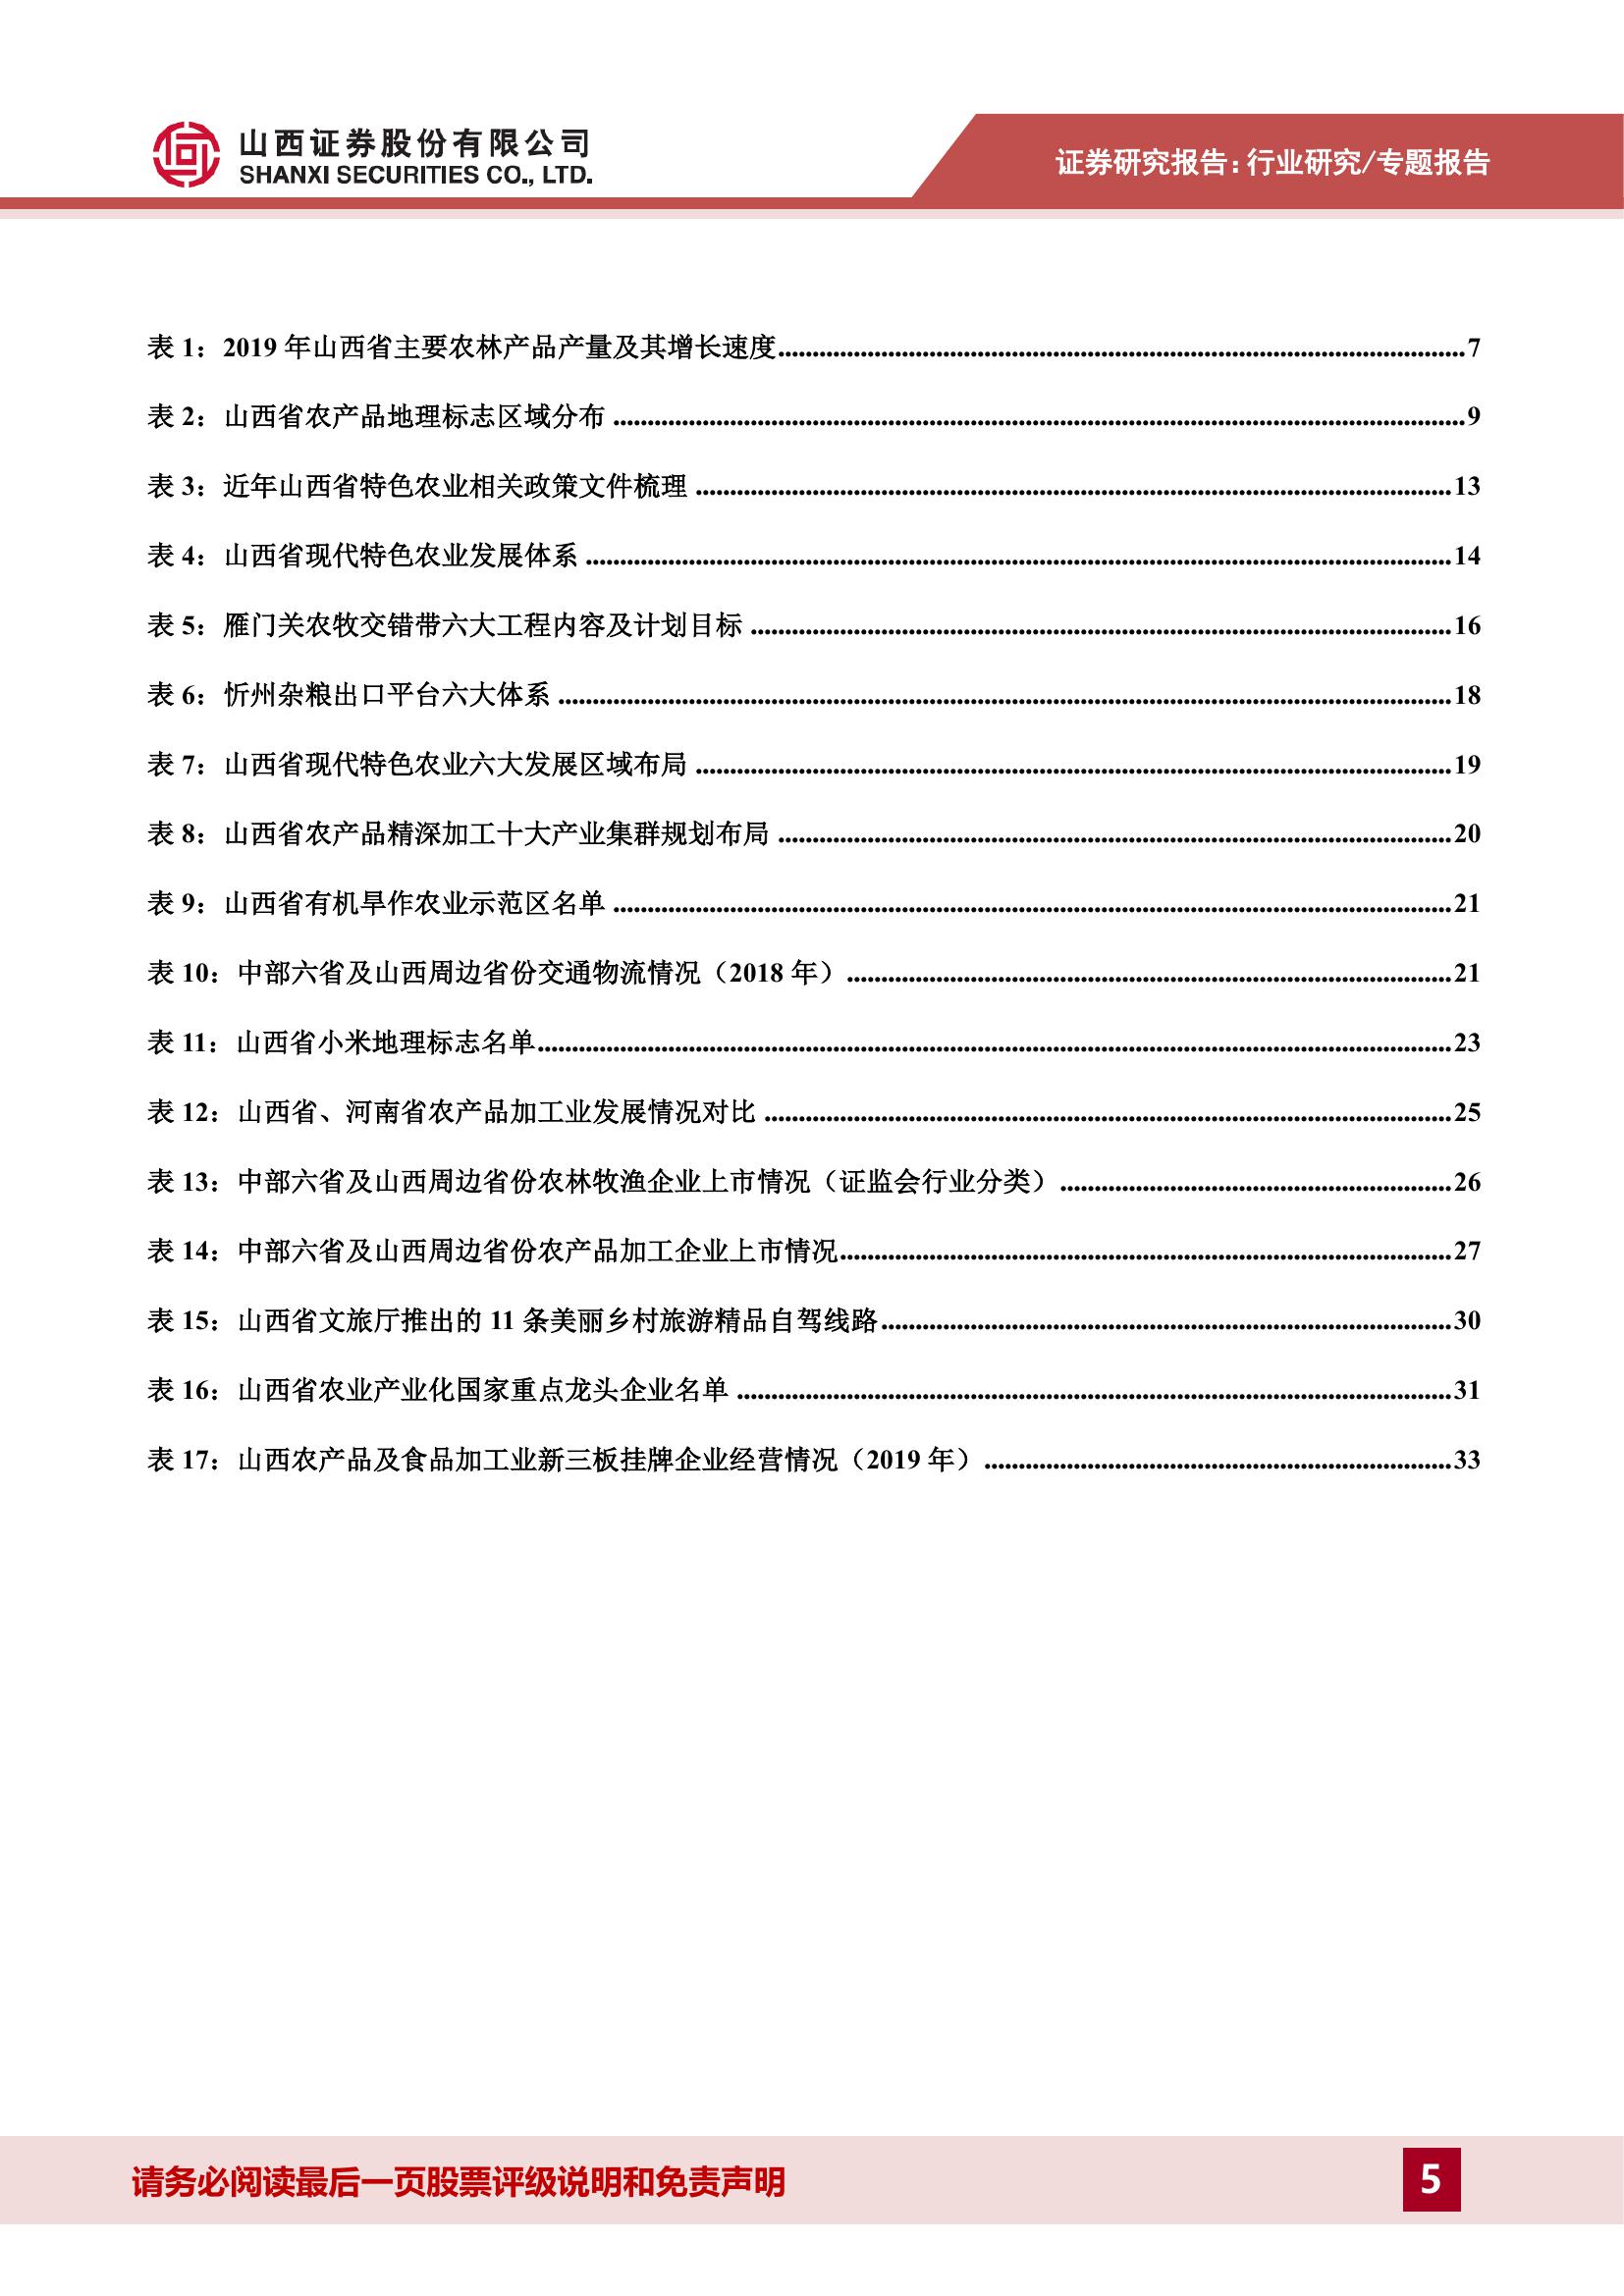 山西证券股份有限公司
SHANXI SECURITIES CO., LTD.
证券研究报告：行业研究/专题报告
表 1：2019 年山西省主要农林产品产量及其增长速度....................................................................................................7
表 2：山西省农产品地理标志区域分布 ............................................................................................................................9
表 3：近年山西省特色农业相关政策文件梳理 ..............................................................................................................13
表 4：山西省现代特色农业发展体系 ..............................................................................................................................14
表 5：雁门关农牧交错带六大工程内容及计划目标 ......................................................................................................16
表 6：忻州杂粮出口平台六大体系 ..................................................................................................................................18
表 7：山西省现代特色农业六大发展区域布局 ..............................................................................................................19
表 8：山西省农产品精深加工十大产业集群规划布局 ..................................................................................................20
表 9：山西省有机旱作农业示范区名单 ..........................................................................................................................21
表 10：中部六省及山西周边省份交通物流情况（2018 年）........................................................................................21
表 11：山西省小米地理标志名单.....................................................................................................................................23
表 12：山西省、河南省农产品加工业发展情况对比 ....................................................................................................25
表 13：中部六省及山西周边省份农林牧渔企业上市情况（证监会行业分类）.........................................................26
表 14：中部六省及山西周边省份农产品加工企业上市情况.........................................................................................27
表 15：山西省文旅厅推出的 11 条美丽乡村旅游精品自驾线路...................................................................................30
表 16：山西省农业产业化国家重点龙头企业名单 ........................................................................................................31
表 17：山西农产品及食品加工业新三板挂牌企业经营情况（2019 年）....................................................................33
请务必阅读最后一页股票评级说明和免责声明
5